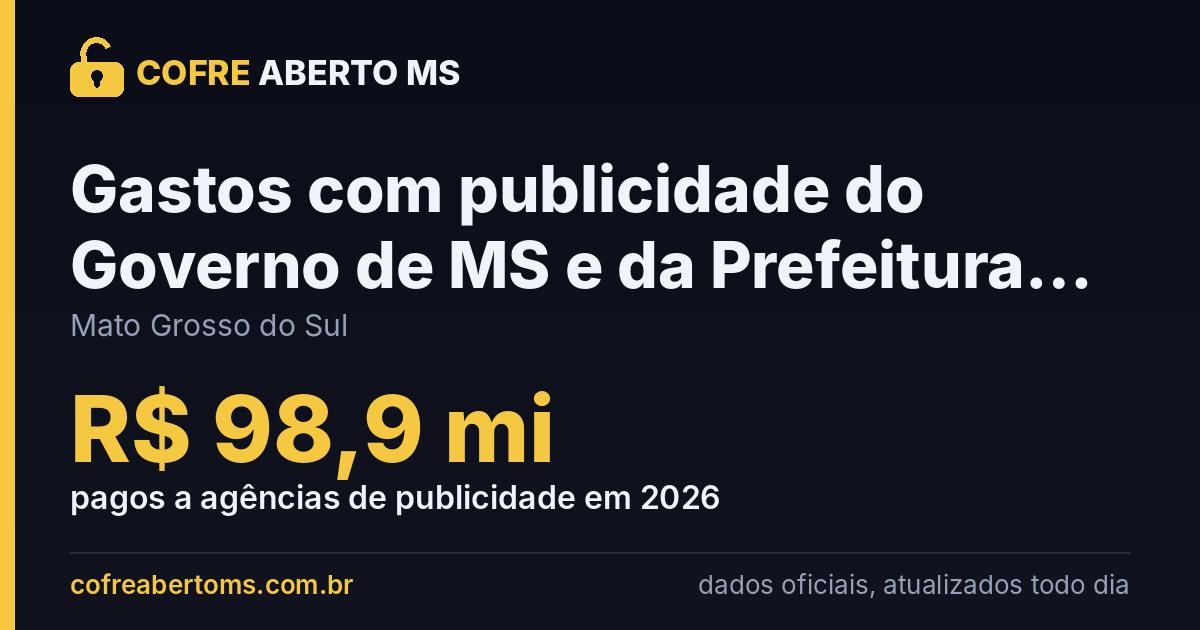 COFRE ABERTO MS
Gastos com publicidade do
Governo de MS e da Prefeitura...
Mato Grosso do Sul
R$ 98,9 mi
pagos a agências de publicidade em 2026
cofreabertoms.com.br
dados oficiais, atualizados todo dia